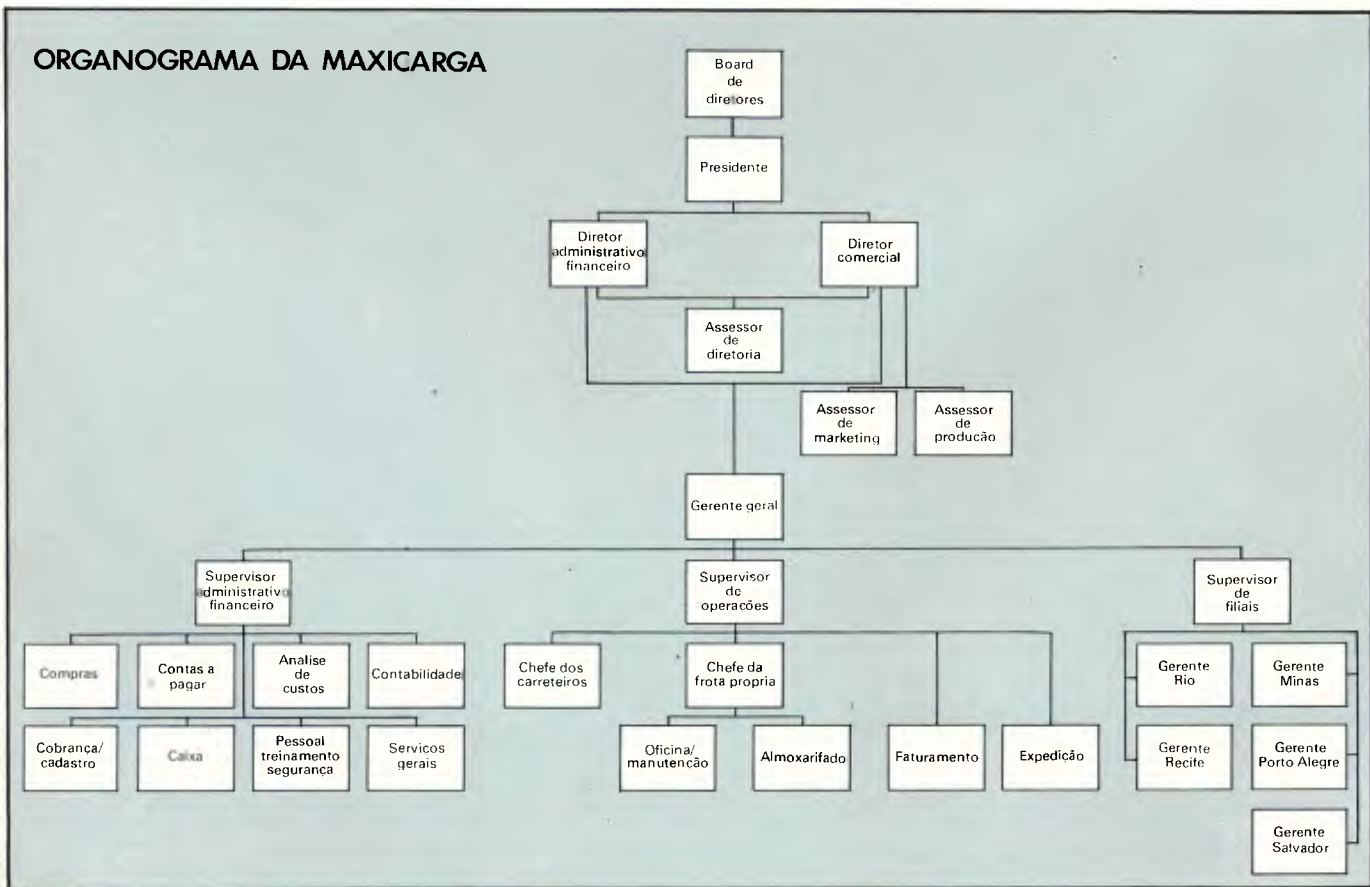 ORGANOGRAMA DA MAXICARGA
Board
de
diretores
Presidente
Diretor
administrativo
financeiro
Diretor
comercial
Assessor
de
diretoria
Assessor
de
marketing
Assessor
de
producão
Gerente geral
Supervisor
administrativo
financeiro
Supervisor
de
operacões
Supervisor
de
filiais
Compras
Contas a
pagar
Analise
de
custos
Contabilidade
Chefe dos
carreteiros
Chefe da
frota propria
Gerente
Rio
Gerente
Minas
Cobrança/
cadastro
Caixa
Pessoal
treinamento
segurança
Servicos
gerais
Oficina/
manutenção
Almoxarifado
Faturamento
Expedição
Gerente
Recife
Gerente
Porto Alegre
Gerente
Salvador